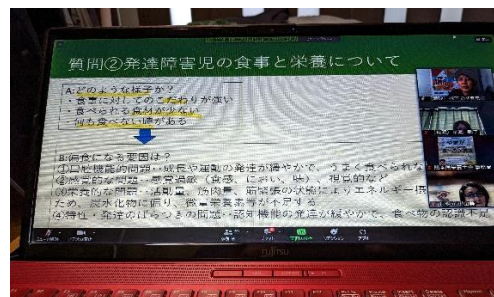 質問②発達障害児の食事と栄養について
A:どのような様子か?
・食事に対してのこだわりが強い
・食べられる食材が少ない
何も食べない時がある
B:偏食になる要因は?
①口腔機能的問題・成長や運動の発達が緩やかで、うまく食べられな
②感覚的な問題・感覚過敏(食感、におい、味)、視覚的など
③栄養的な問題・活動量、筋肉量、筋緊張の状態によりエネルギー摂
ため、炭水化物に偏り、微量栄養素等が不足する
④特性・発達のばらつきの問題・認知機能の発達が緩やかで、食べ物の認識不足
FUJITSU